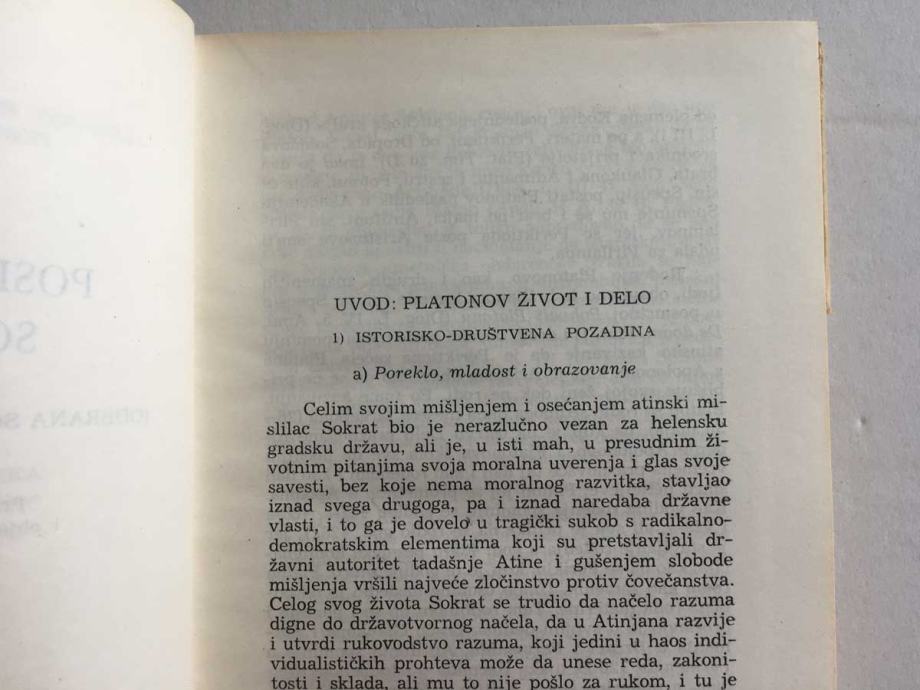 UVOD: PLATONOV ŽIVOT I DELO
1) ISTORISKO-DRUŠTVENA POZADINA
a) Poreklo, mladost i obrazovanje
Celim svojim mišljenjem i osećanjem atinski mi-
slilac Sokrat bio je nerazlučno vezan za helensku
gradsku državu, ali je, u isti mah, u presudnim ži-
votnim pitanjima svoja moralna uverenja i glas svoje
savesti, bez koje nema moralnog razvitka, stavljao
iznad svega drugoga, pa i iznad naredaba državne
vlasti, i to ga je dovelo u tragički sukob s radikalno-
demokratskim elementima koji su pretstavljali dr-
žavni autoritet tadašnje Atine i gušenjem slobode
mišljenja vršili najveće zločinstvo protiv čovečanstva.
Celog svog života Sokrat se trudio da načelo razuma
digne do državotvornog načela, da u Atinjana razvije
i utvrdi rukovodstvo razuma, koji jedini u haos indi-
vidualističkih prohteva može da unese reda, zakoni-
tosti i sklada, ali mu to nije pošlo za rukom, i tu je